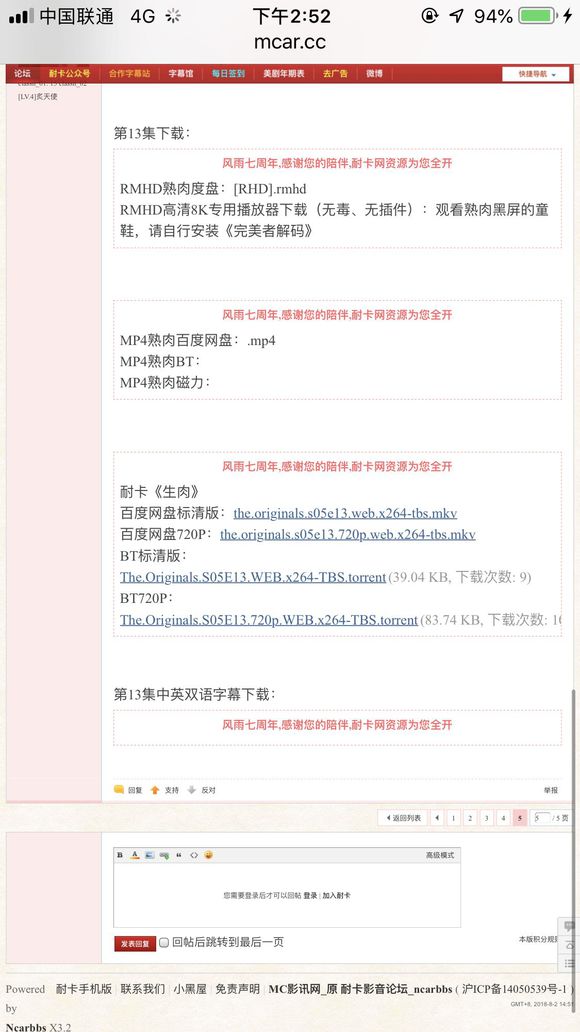 中国联通 4G 下午2:52 94%
mcar.cc
论坛 耐卡公众号 合作字幕站 字幕馆 每日签到 美剧年期表 去广告 微博 快捷导航
[LV.4]炙天使
第13集下载：
风雨七周年,感谢您的陪伴,耐卡网资源为您全开
RMHD熟肉度盘：[RHD].rmhd
RMHD高清8K专用播放器下载（无毒、无插件）：观看熟肉黑屏的童
鞋，请自行安装《完美者解码》
风雨七周年,感谢您的陪伴,耐卡网资源为您全开
MP4熟肉百度网盘：.mp4
MP4熟肉BT：
MP4熟肉磁力：
风雨七周年,感谢您的陪伴,耐卡网资源为您全开
耐卡《生肉》
百度网盘标清版：the.originals.s05e13.web.x264-tbs.mkv
百度网盘720P：the.originals.s05e13.720p.web.x264-tbs.mkv
BT标清版：
The.Originals.S05E13.WEB.x264-TBS.torrent (39.04 KB, 下载次数: 9)
BT720P：
The.Originals.S05E13.720p.WEB.x264-TBS.torrent (83.74 KB, 下载次数:
第13集中英双语字幕下载：
风雨七周年,感谢您的陪伴,耐卡网资源为您全开
回复 支持 反对 举报
返回列表 1 2 3 4 5 5 / 5 页
B A 高级模式
您需要登录后才可以回帖 登录 | 加入耐卡
发表回复 回帖后跳转到最后一页 本版积分规则
Powered 耐卡手机版 | 联系我们 | 小黑屋 | 免责声明 | MC影讯网_原 耐卡影音论坛_ncarbbs ( 沪ICP备14050539号-1 )
by GMT+8, 2018-8-2 14:51
Ncarbbs X3.2